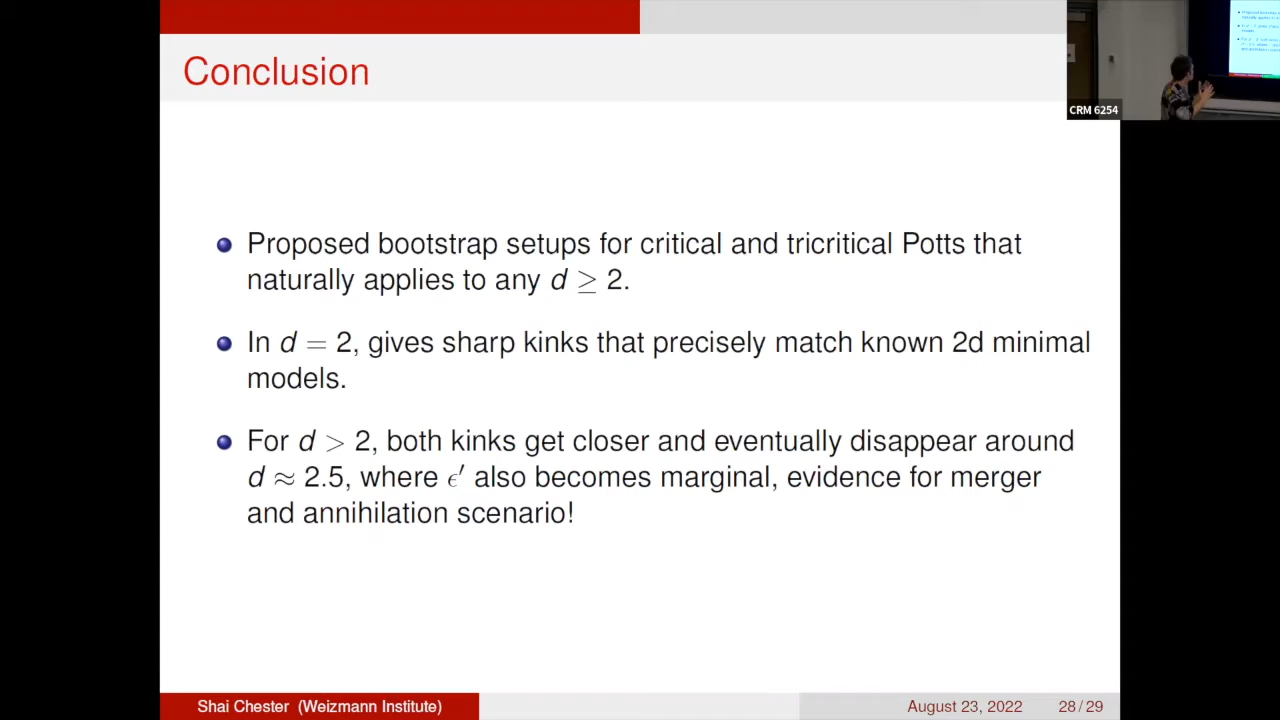 Conclusion
CRM 6254
Proposed bootstrap setups for critical and tricritical Potts that
naturally applies to any d ≥ 2.
In d = 2, gives sharp kinks that precisely match known 2d minimal
models.
For d > 2, both kinks get closer and eventually disappear around
d ≈ 2.5, where ϵ′ also becomes marginal, evidence for merger
and annihilation scenario!
Shai Chester (Weizmann Institute)
August 23, 2022
28 / 29